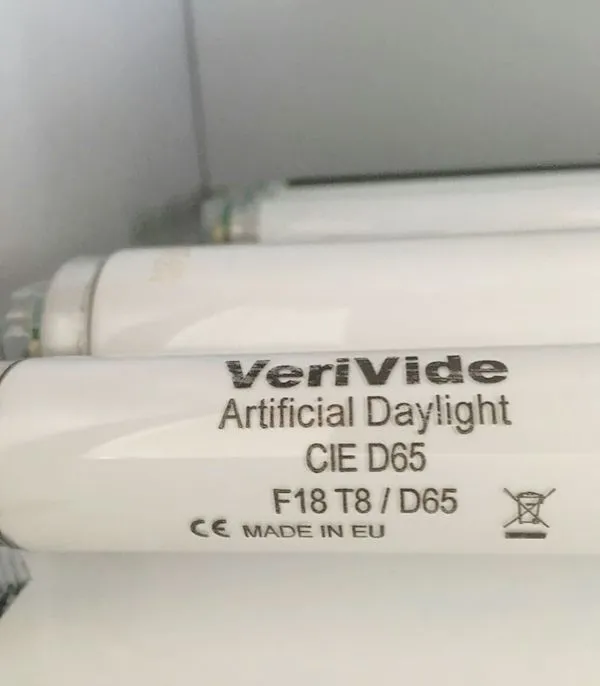 VeriVide
Artificial Daylight
CIE D65
F18 T8 / D65
CE MADE IN EU